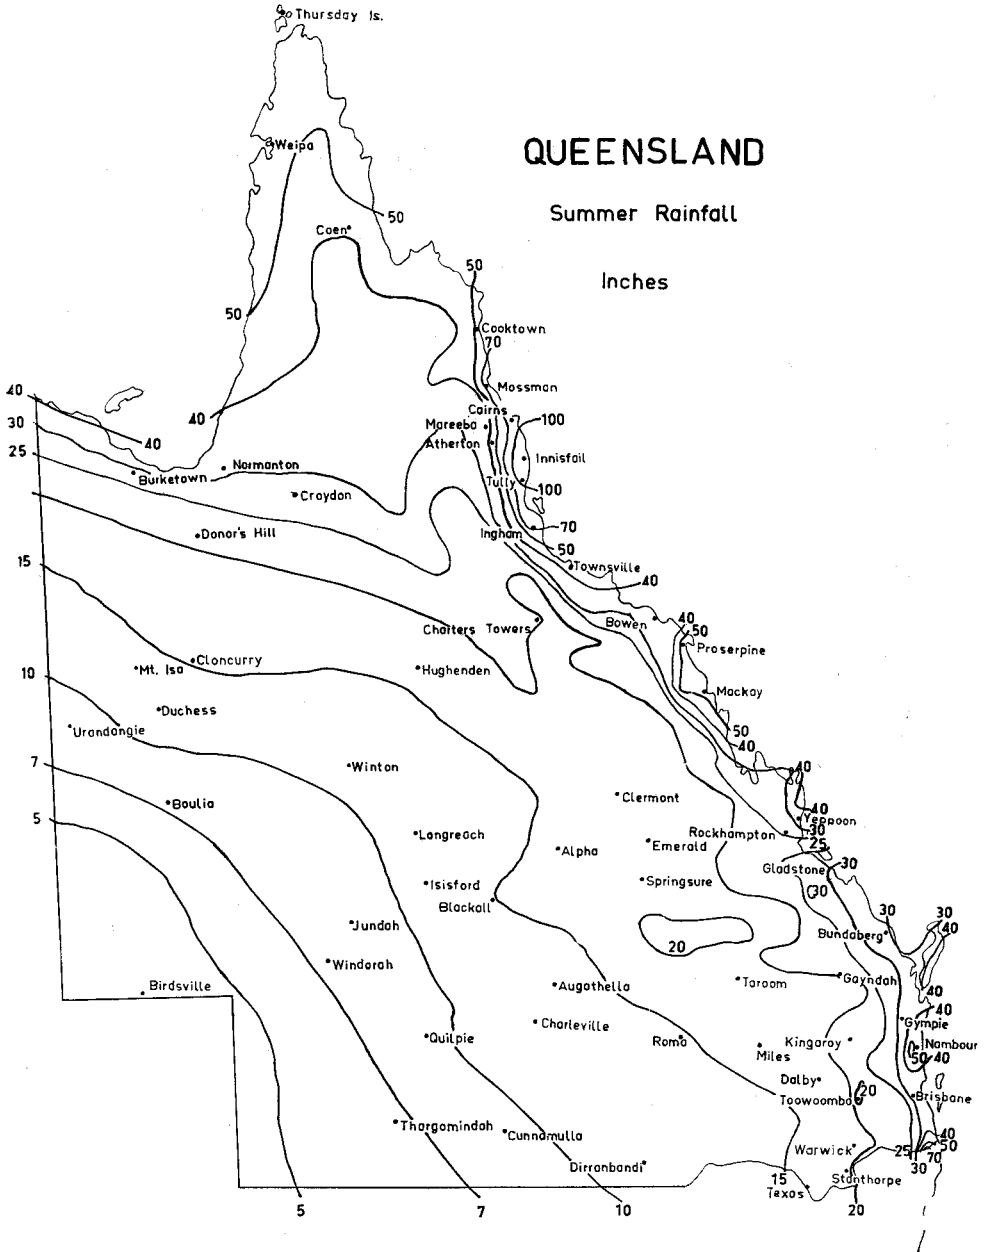 Thursday Is.
QUEENSLAND
Weipa
Summer Rainfall
50
Coen
50
Inches
50
Cooktown
70
40
Mossman
40
Cairns
100
30
Mareeba
40
Atherton
25
Innisfail
Normanton
Burketown
Tully
100
Croydon
70
Donor's Hill
Ingham
50
15
Townsville
40
Charters Towers
Bowen
40
50
Proserpine
Cloncurry
Mt. Isa
Hughenden
10
Mackay
Duchess
Urandangie
50
40
7
Winton
40
Clermont
Boulia
40
5
Yeppoon
Longreach
Rockhampton
30
Emerald
25
Alpha
Gladstone
30
Isisford
Springsure
30
Blackall
30
30
Jundah
40
Bundaberg
20
Windorah
Birdsville
Augathella
Taroom
Gayndah
40
40
Charleville
Gympie
Quilpie
Roma
Kingaroy
Nambour
Miles
50
40
Dalby
20
Toowoomba
Brisbane
Thargomindah
Cunnamulla
40
50
Warwick
25
70
Dirranbandi
30
15
Stanthorpe
Texas
5
7
10
20